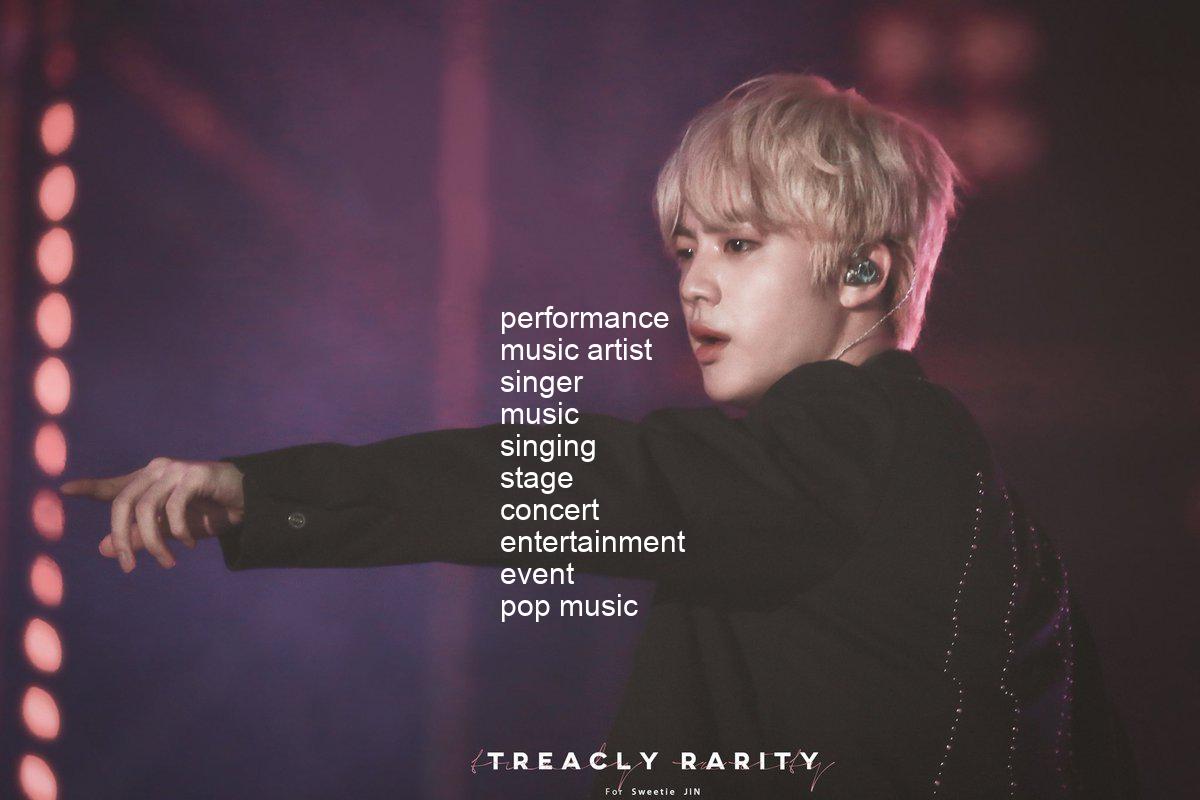 performance
music artist
singer
music
singing
stage
concert
entertainment
event
pop music
TREACLY RARITY
For Sweetie JIN